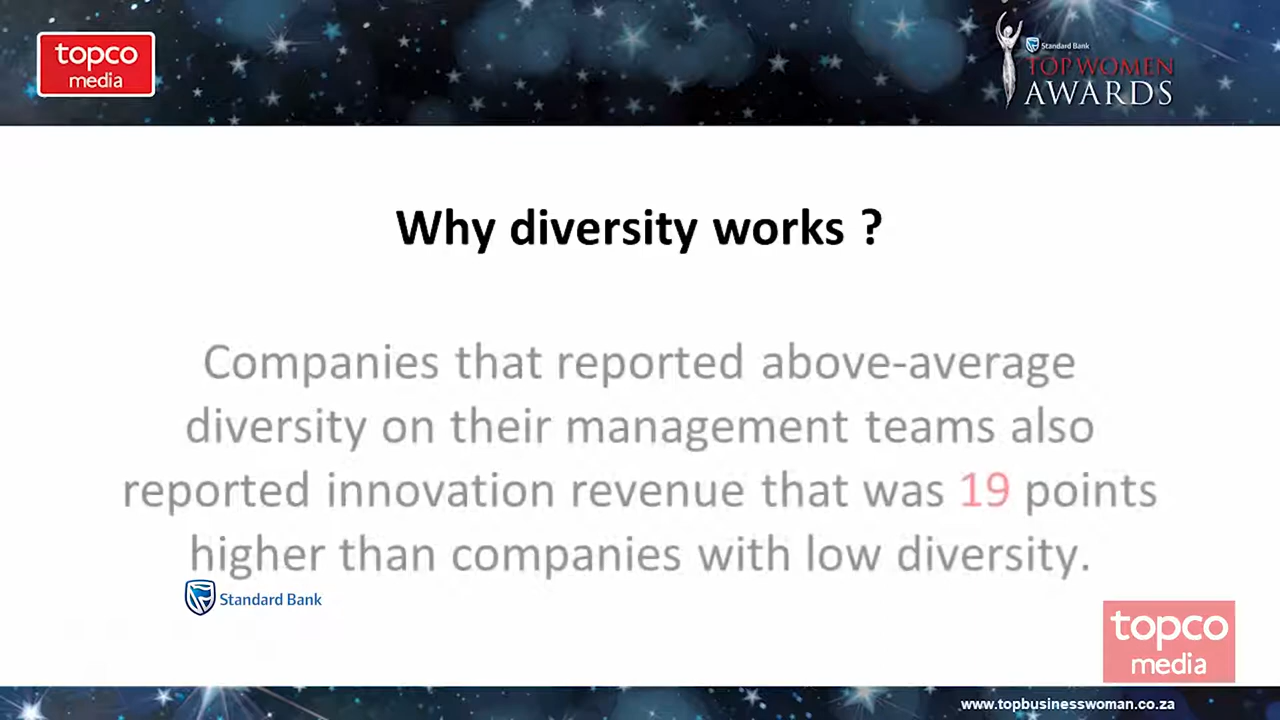 topco
media
Standard Bank
TOPWOMEN
AWARDS
Why diversity works ?
Companies that reported above-average
diversity on their management teams also
reported innovation revenue that was 19 points
higher than companies with low diversity.
Standard Bank
topco
media
www.topbusinesswoman.co.za